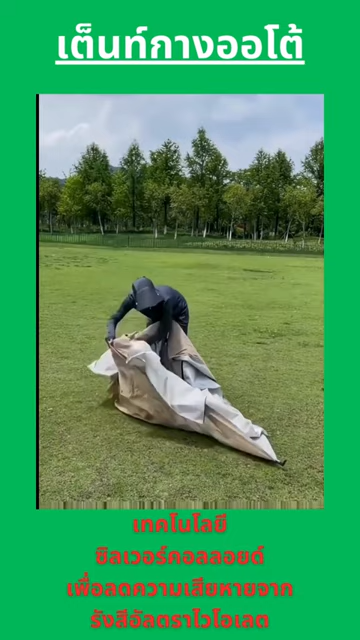 เต็นท์กางออโต้
เทคโนโลยี
ซิลเวอร์คอลลอยด์
เพื่อลดความเสียหายจาก
รังสีอัลตราไวโอเลต